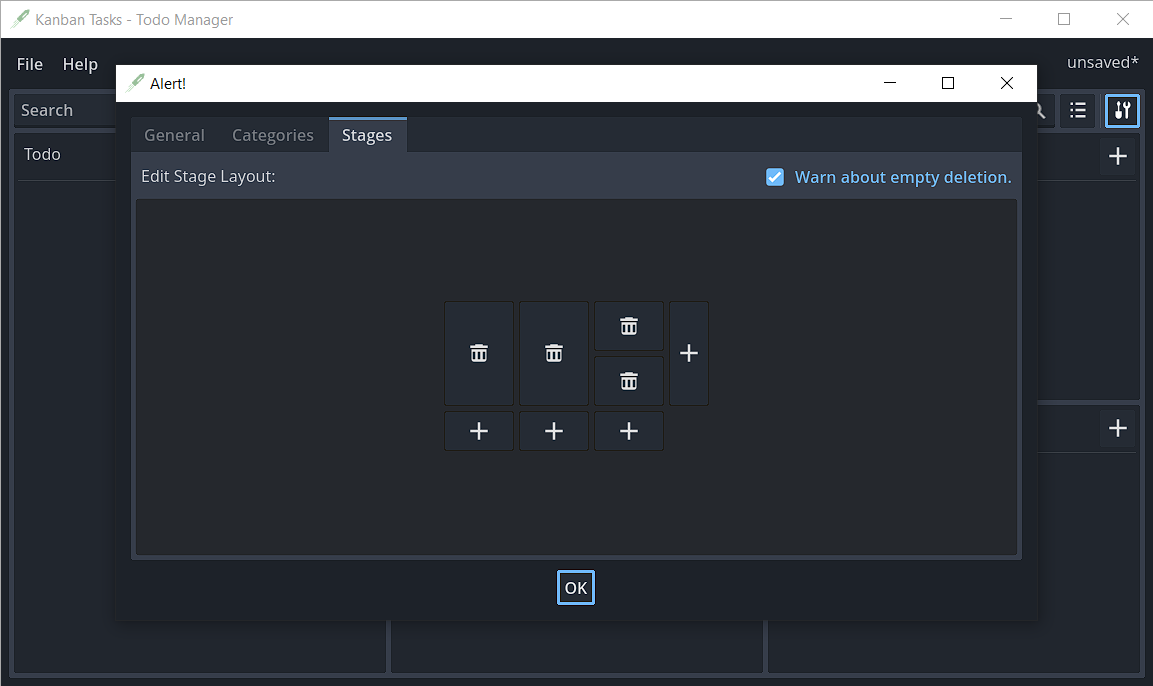 Kanban Tasks - Todo Manager
File Help
unsaved*
Alert!
Search
General Categories Stages
Todo
Edit Stage Layout:
Warn about empty deletion.
OK